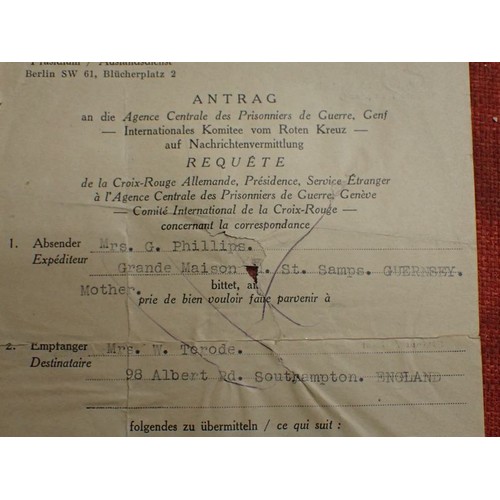 Präsidium / Auslandsdienst
Berlin SW 61, Blücherplatz 2
ANTRAG
an die Agence Centrale des Prisonniers de Guerre, Genf
— Internationales Komitee vom Roten Kreuz —
auf Nachrichtenvermittlung
REQUÊTE
de la Croix-Rouge Allemande, Présidence, Service Étranger
à l'Agence Centrale des Prisonniers de Guerre, Genève
— Comité International de la Croix-Rouge —
concernant la correspondance
1. Absender Mrs. G. Phillips.
Expéditeur Grande Maison St. Samps. GUERNSEY.
Mother. bittet, an
prie de bien vouloir faire parvenir à
2. Empfänger Mrs. W. Torode.
Destinataire 98 Albert Rd. Southampton. ENGLAND
folgendes zu übermitteln / ce qui suit :